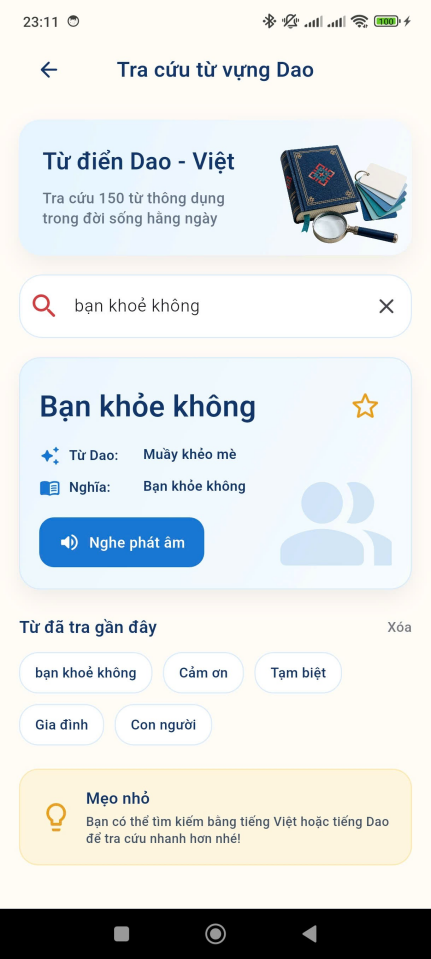 23:11
100
Tra cứu từ vựng Dao
Từ điển Dao - Việt
Tra cứu 150 từ thông dụng
trong đời sống hằng ngày
bạn khoẻ không
Bạn khỏe không
Từ Dao: Muầy khẻo mè
Nghĩa: Bạn khỏe không
Nghe phát âm
Từ đã tra gần đây
Xóa
bạn khoẻ không
Cảm ơn
Tạm biệt
Gia đình
Con người
Mẹo nhỏ
Bạn có thể tìm kiếm bằng tiếng Việt hoặc tiếng Dao
để tra cứu nhanh hơn nhé!